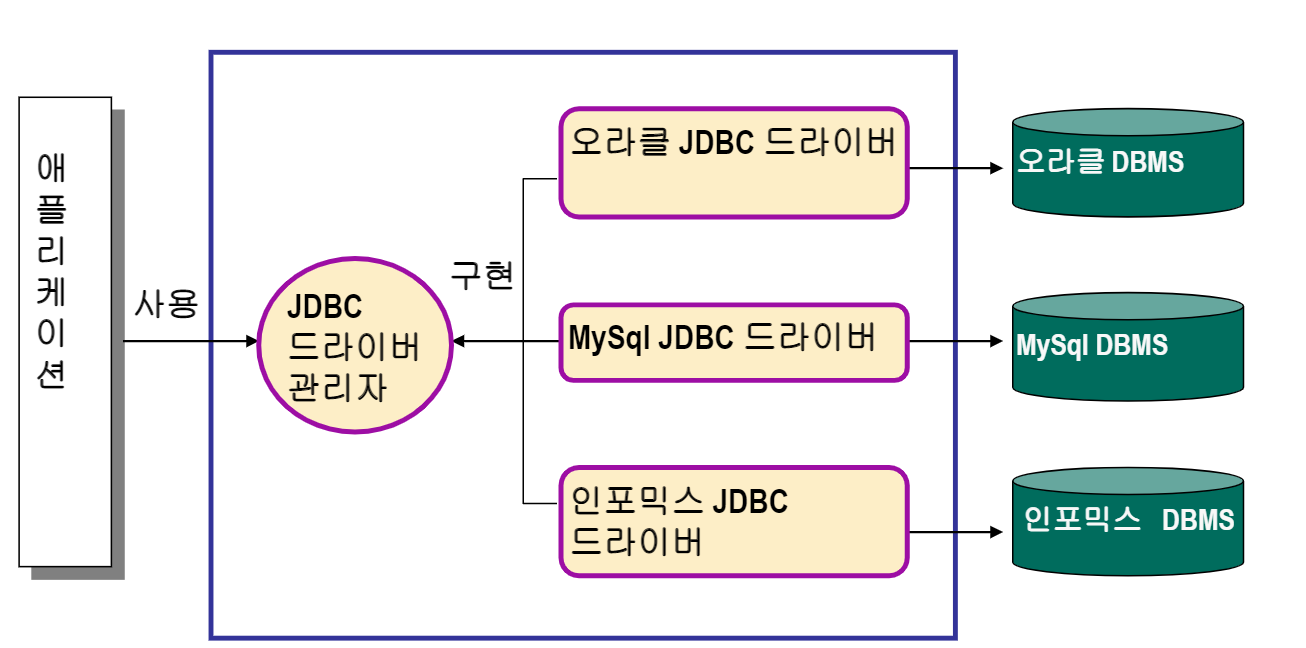 애플리케이션
사용
JDBC
드라이버
관리자
구현
오라클 JDBC 드라이버
MySql JDBC 드라이버
인포믹스 JDBC
드라이버
오라클 DBMS
MySql DBMS
인포믹스 DBMS